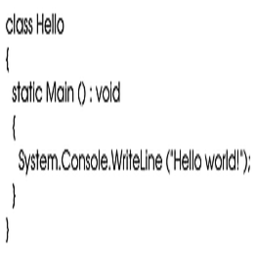 class Hello
{
static Main () : void
{
System.Console.WriteLine ("Hello world!");
}
}